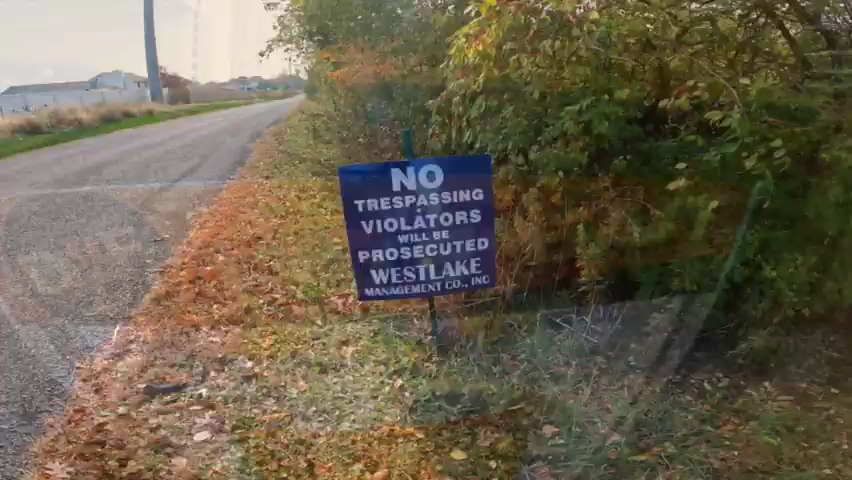 NO
TRESPASSING
VIOLATORS
WILL BE
PROSECUTED
WESTLAKE
MANAGEMENT CO., INC